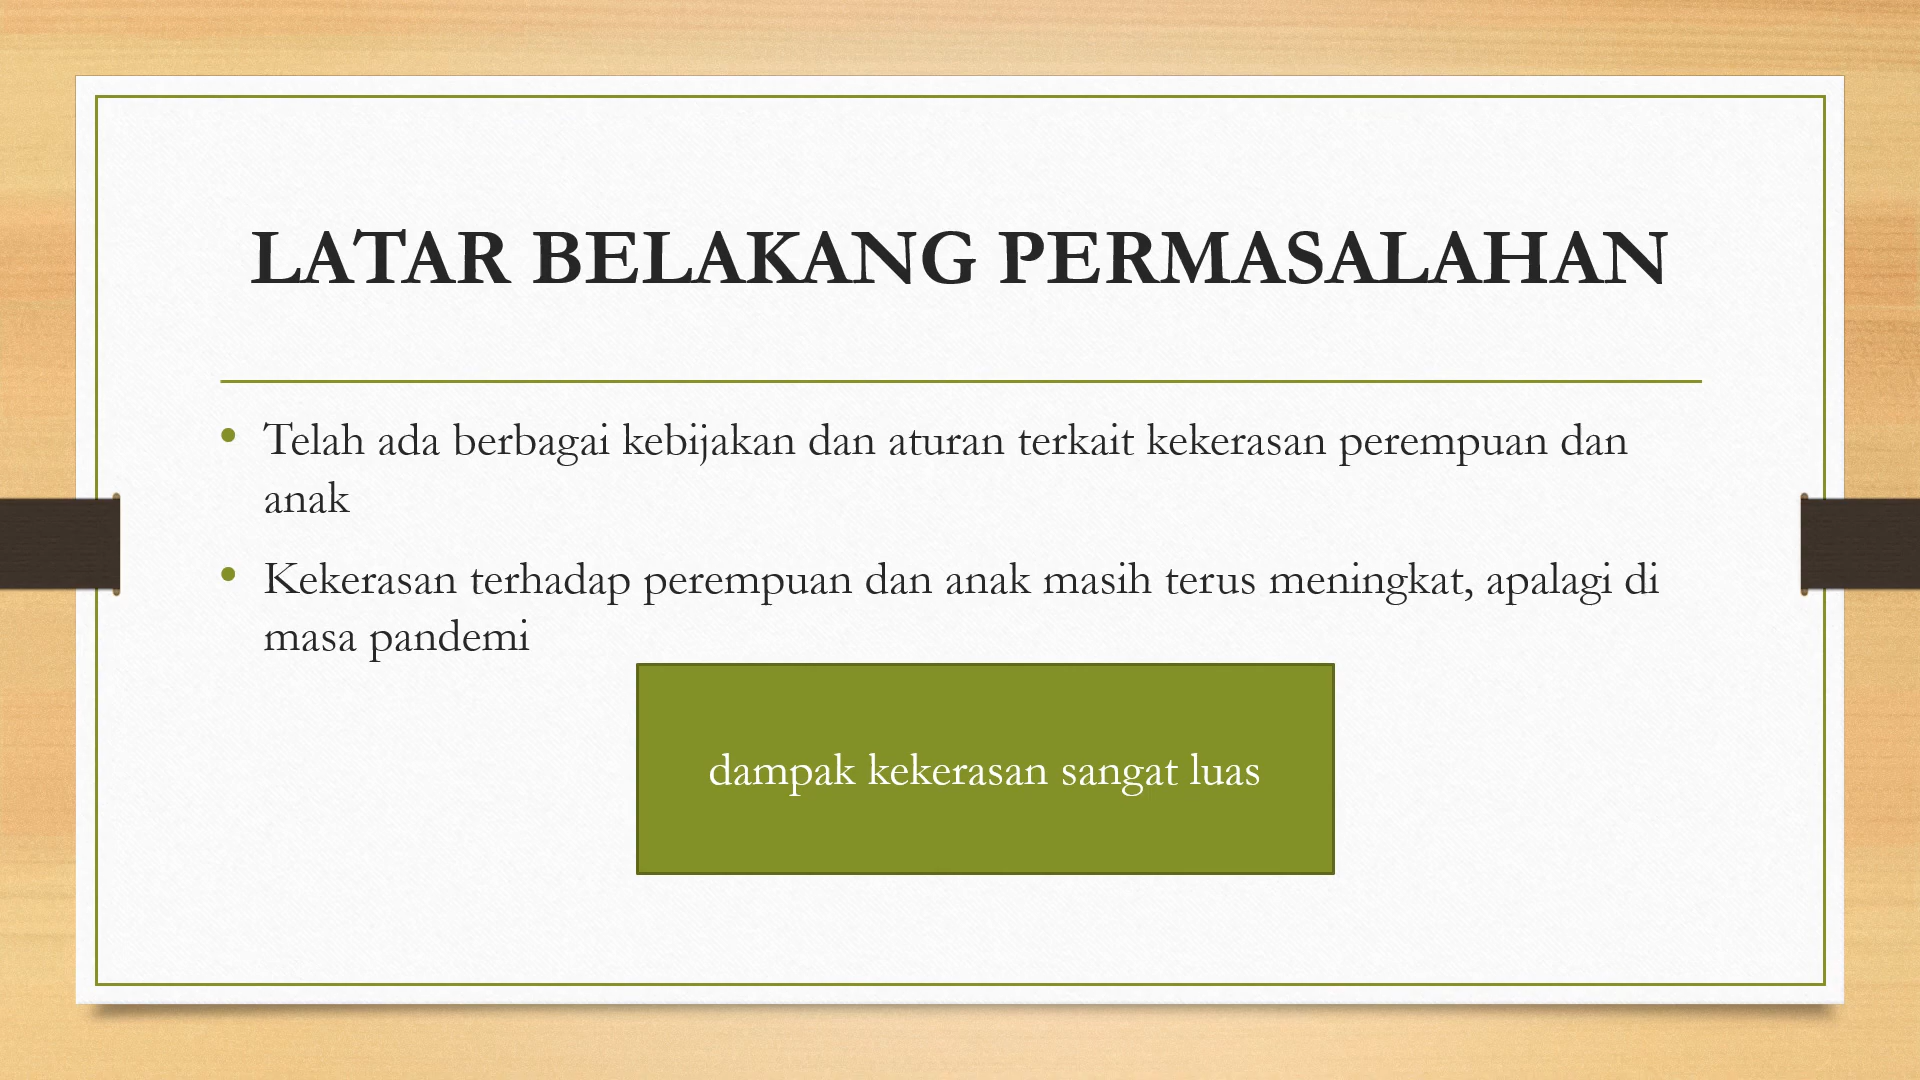 LATAR BELAKANG PERMASALAHAN
• Telah ada berbagai kebijakan dan aturan terkait kekerasan perempuan dan
anak
• Kekerasan terhadap perempuan dan anak masih terus meningkat, apalagi di
masa pandemi
dampak kekerasan sangat luas